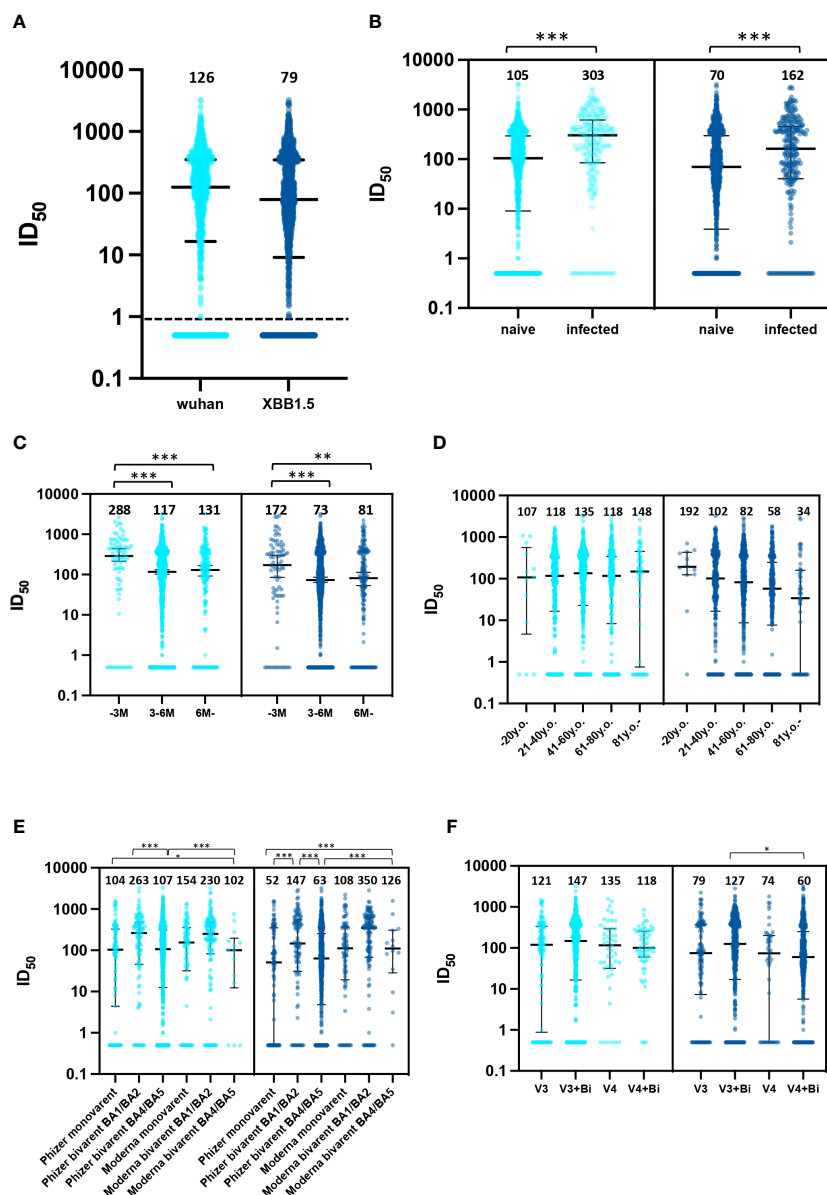 A
ID50
10000
1000
100
10
1
0.1
126
79
wuhan
XBB1.5
B
ID50
10000
1000
100
10
1
0.1
***
***
105
303
70
162
naive
infected
naive
infected
C
ID50
10000
1000
100
10
1
0.1
***
***
**
***
288
117
131
172
73
81
-3M
3-6M
6M-
-3M
3-6M
6M-
D
ID50
10000
1000
100
10
1
0.1
107
118
135
118
148
192
102
82
58
34
-20y.o.
21-40y.o.
41-60y.o.
61-80y.o.
81y.o.-
-20y.o.
21-40y.o.
41-60y.o.
61-80y.o.
81y.o.-
E
ID50
10000
1000
100
10
1
0.1
***
***
*
***
***
***
***
104
263
107
154
230
102
52
147
63
108
350
126
Phizer monovarent
Phizer bivarent BA1/BA2
Phizer bivarent BA4/BA5
Moderna monovarent
Moderna bivarent BA1/BA2
Moderna bivarent BA4/BA5
Phizer monovarent
Phizer bivarent BA1/BA2
Phizer bivarent BA4/BA5
Moderna monovarent
Moderna bivarent BA1/BA2
Moderna bivarent BA4/BA5
F
ID50
10000
1000
100
10
1
0.1
*
121
147
135
118
79
127
74
60
V3
V3+Bi
V4
V4+Bi
V3
V3+Bi
V4
V4+Bi